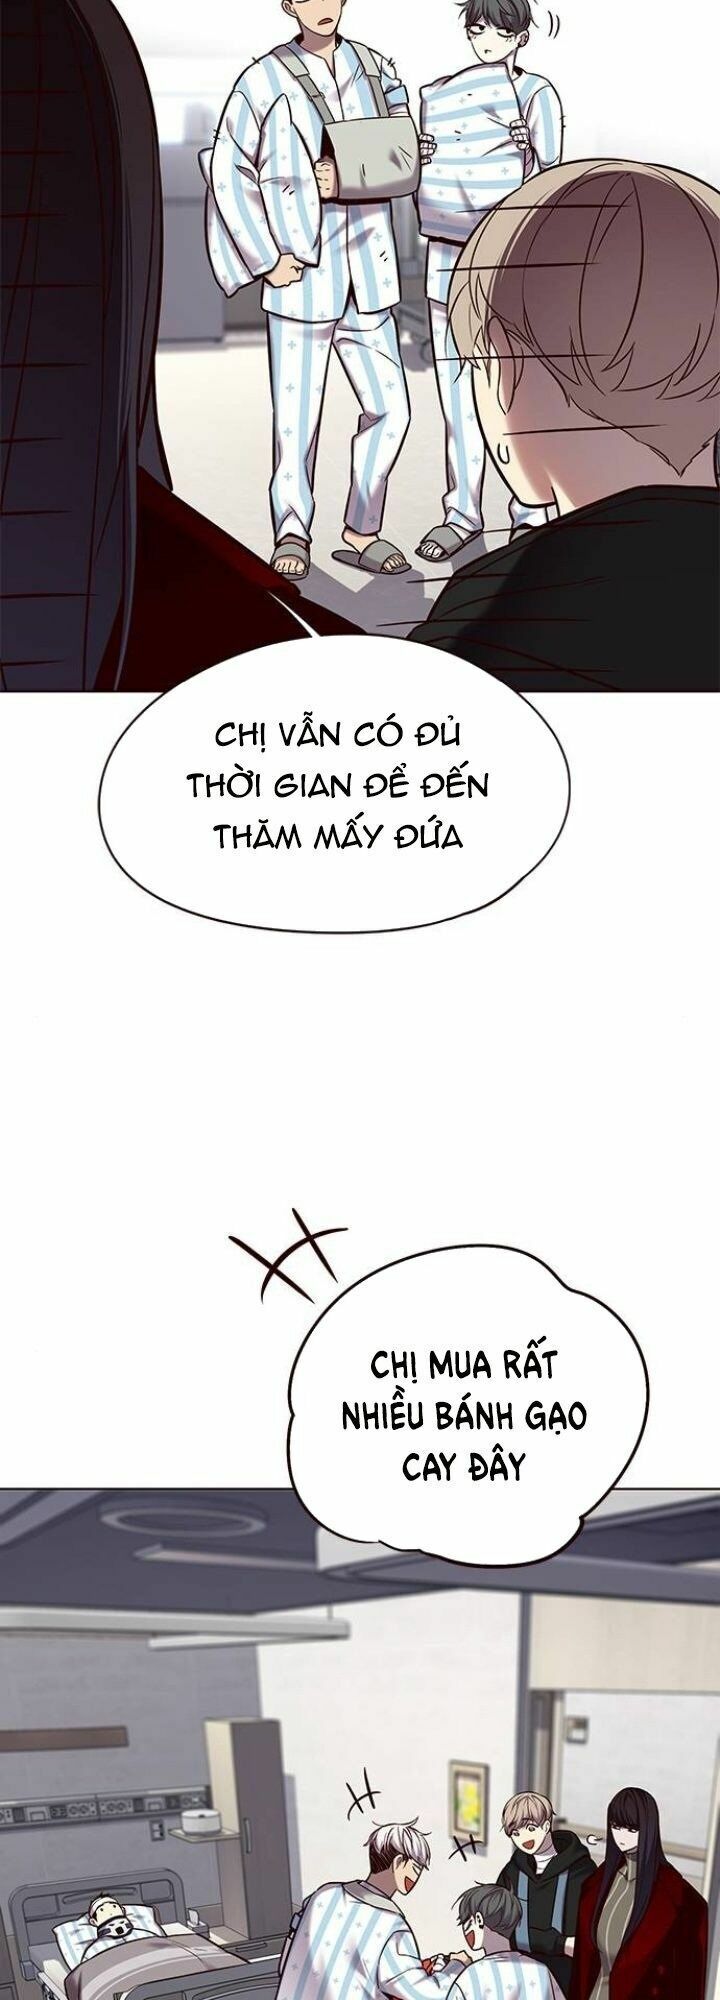 CHỊ VẪN CÓ ĐỦ
THỜI GIAN ĐỂ ĐẾN
THĂM MẤY ĐỨA
CHỊ MUA RẤT
NHIỀU BÁNH GẠO
CAY ĐÂY